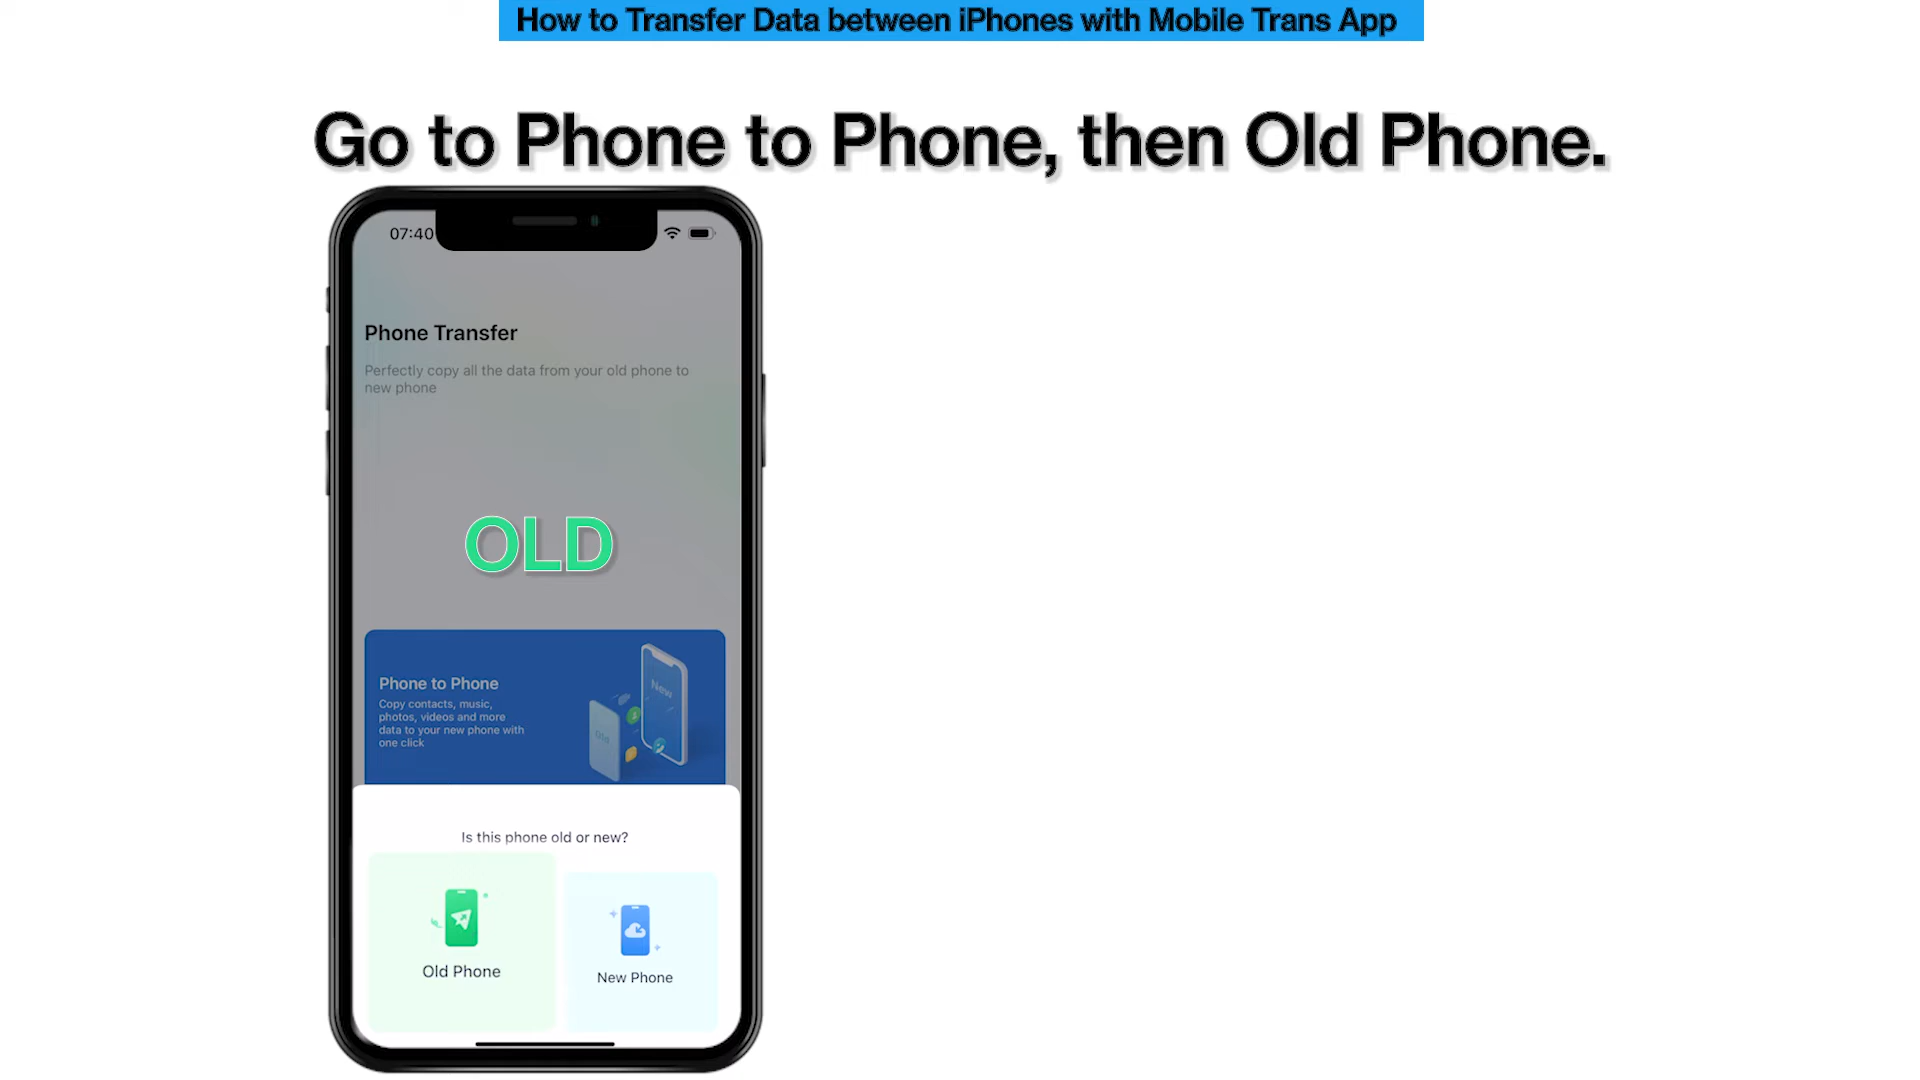 How to Transfer Data between iPhones with Mobile Trans App
Go to Phone to Phone, then Old Phone.
07:40
Phone Transfer
Perfectly copy all the data from your old phone to
new phone
OLD
Phone to Phone
Copy contacts, music,
photos, videos and more
data to your new phone with
one click
New
Old
Is this phone old or new?
Old Phone
New Phone